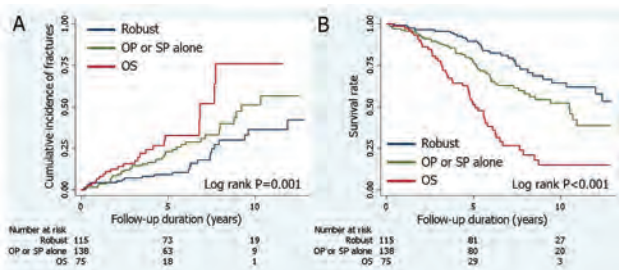 A
Robust
OP or SP alone
OS
Cumulative incidence of fractures
1.00
0.75
0.50
0.25
0.00
Log rank P=0.001
0 5 10
Follow-up duration (years)
Number at risk
Robust 115 73 19
OP or SP alone 138 63 9
OS 75 18 1
B
Survival rate
1.00
0.75
0.50
0.25
0.00
Robust
OP or SP alone
OS
Log rank P<0.001
0 5 10
Follow-up duration (years)
Number at risk
Robust 115 81 27
OP or SP alone 138 80 20
OS 75 29 3